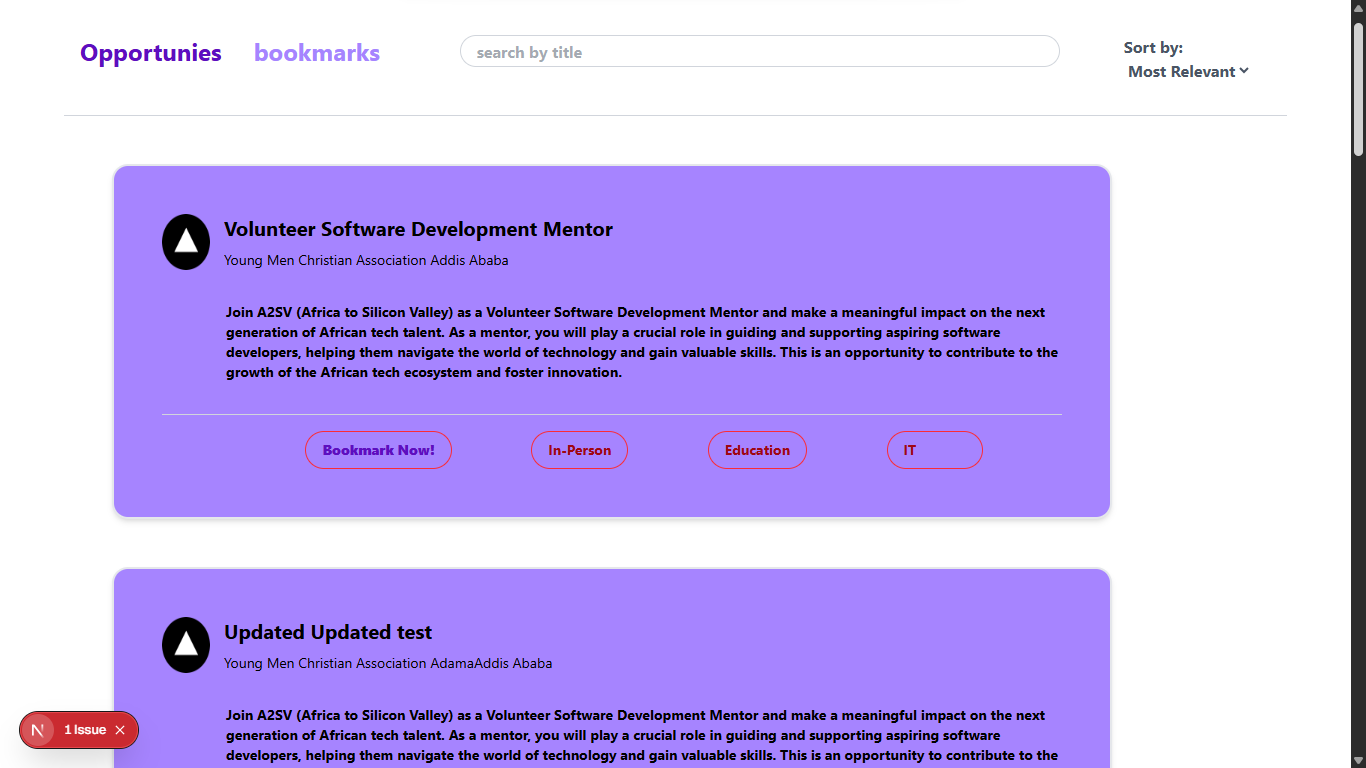 Opportunies bookmarks
search by title
Sort by:
Most Relevant
Volunteer Software Development Mentor
Young Men Christian Association Addis Ababa
Join A2SV (Africa to Silicon Valley) as a Volunteer Software Development Mentor and make a meaningful impact on the next
generation of African tech talent. As a mentor, you will play a crucial role in guiding and supporting aspiring software
developers, helping them navigate the world of technology and gain valuable skills. This is an opportunity to contribute to the
growth of the African tech ecosystem and foster innovation.
Bookmark Now! In-Person Education IT
Updated Updated test
Young Men Christian Association AdamaAddis Ababa
Join A2SV (Africa to Silicon Valley) as a Volunteer Software Development Mentor and make a meaningful impact on the next
generation of African tech talent. As a mentor, you will play a crucial role in guiding and supporting aspiring software
developers, helping them navigate the world of technology and gain valuable skills. This is an opportunity to contribute to the
N 1 Issue